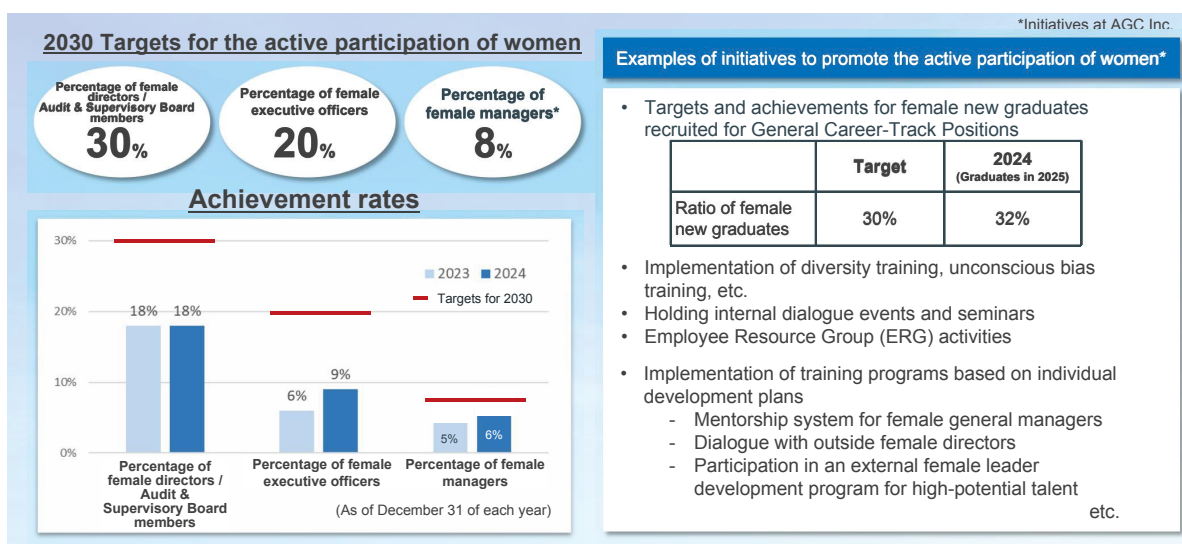 *Initiatives at AGC Inc.
2030 Targets for the active participation of women
Percentage of female
directors /
Audit & Supervisory Board
members
30%
Percentage of female
executive officers
20%
Percentage of
female managers*
8%
Achievement rates
30%
20%
10%
0%
2023
2024
Targets for 2030
18%
18%
6%
9%
5%
6%
Percentage of
female directors /
Audit &
Supervisory Board
members
Percentage of female
executive officers
Percentage of female
managers
(As of December 31 of each year)
Examples of initiatives to promote the active participation of women*
• Targets and achievements for female new graduates
recruited for General Career-Track Positions
Target
2024
(Graduates in 2025)
Ratio of female
new graduates
30%
32%
• Implementation of diversity training, unconscious bias
training, etc.
• Holding internal dialogue events and seminars
• Employee Resource Group (ERG) activities
• Implementation of training programs based on individual
development plans
- Mentorship system for female general managers
- Dialogue with outside female directors
- Participation in an external female leader
development program for high-potential talent
etc.